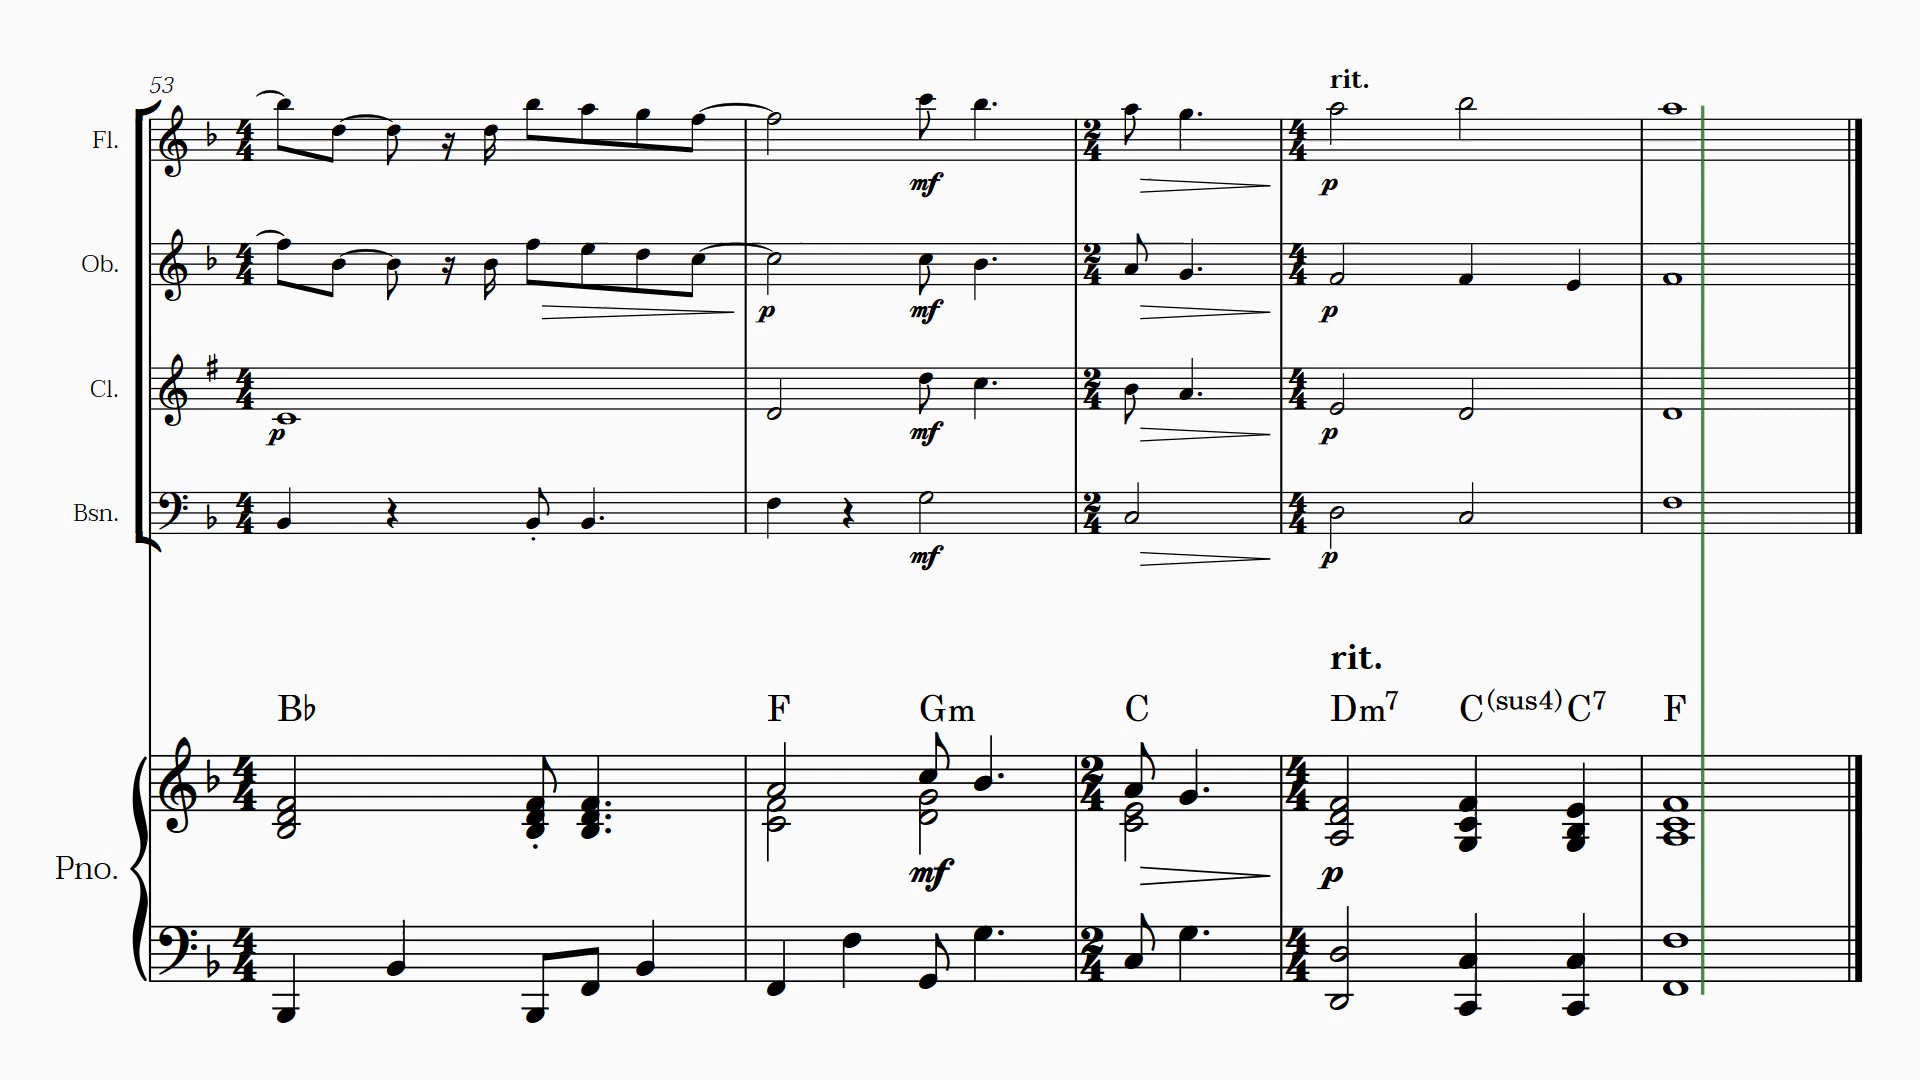 53
rit.
Fl.
mf
p
Ob.
p
mf
p
Cl.
p
mf
p
Bsn.
mf
p
rit.
B♭ F Gm C Dm7 C(sus4) C7 F
Pno.
mf
p